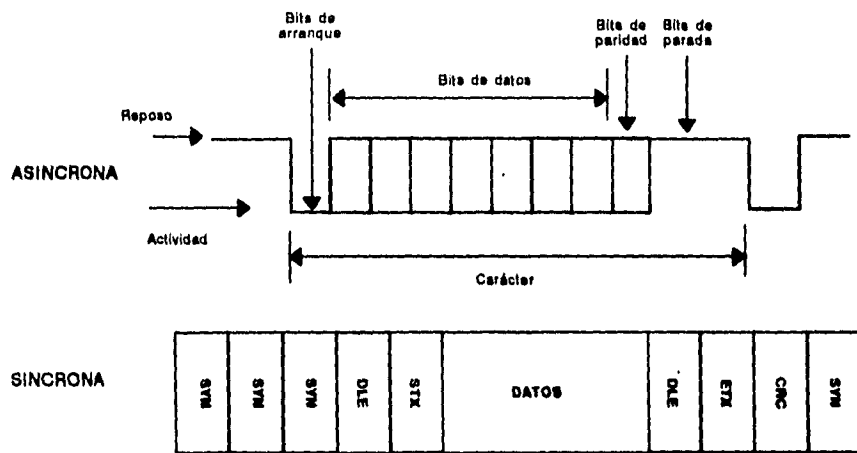 Bits de
arranque
Bits de
paridad
Bits de
parada
Bits de datos
Reposo
ASINCRONA
Actividad
Carácter
SINCRONA
SYN
SYN
SYN
DLE
STX
DATOS
DLE
ETX
CRC
SYN